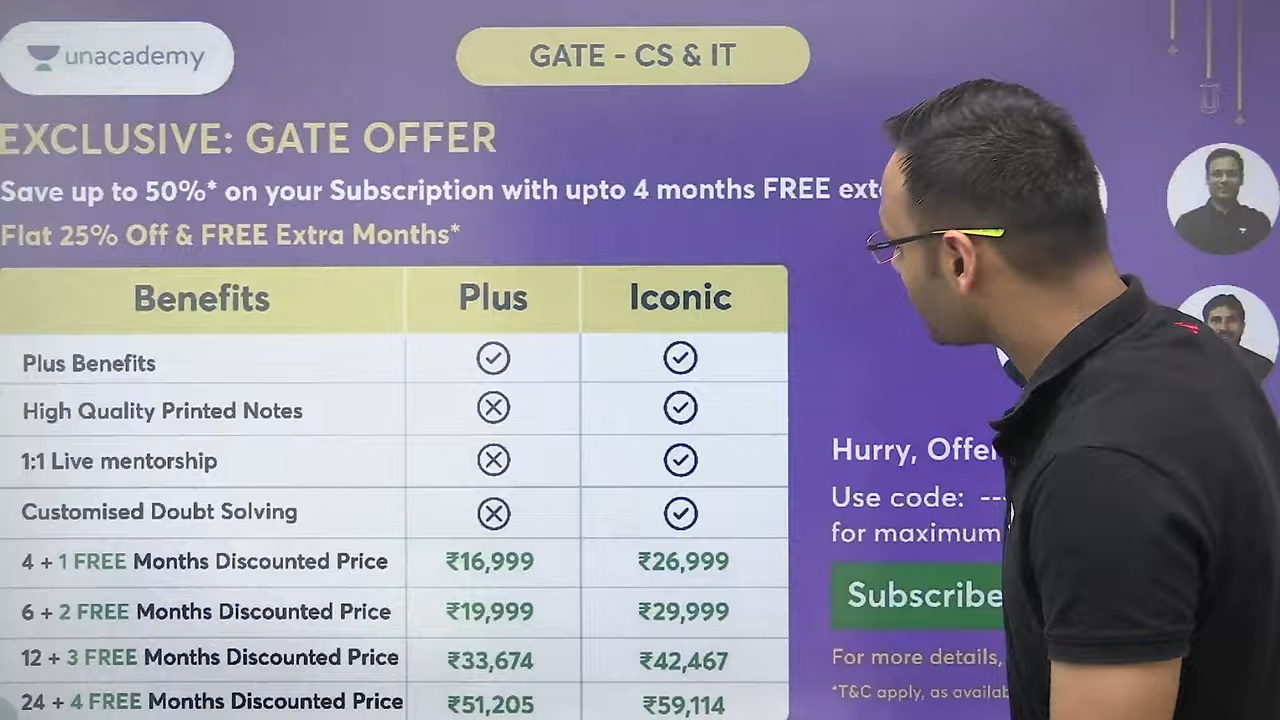 unacademy
GATE - CS & IT
EXCLUSIVE: GATE OFFER
Save up to 50%* on your Subscription with upto 4 months FREE
Flat 25% Off & FREE Extra Months*
Benefits Plus Iconic
Plus Benefits
High Quality Printed Notes
1:1 Live mentorship
Customised Doubt Solving
4 + 1 FREE Months Discounted Price ₹16,999 ₹26,999
6 + 2 FREE Months Discounted Price ₹19,999 ₹29,999
12 + 3 FREE Months Discounted Price ₹33,674 ₹42,467
24 + 4 FREE Months Discounted Price ₹51,205 ₹59,114
Hurry,
Use code: --
for maximum
Subscribe
For more details,
*T&C apply, as